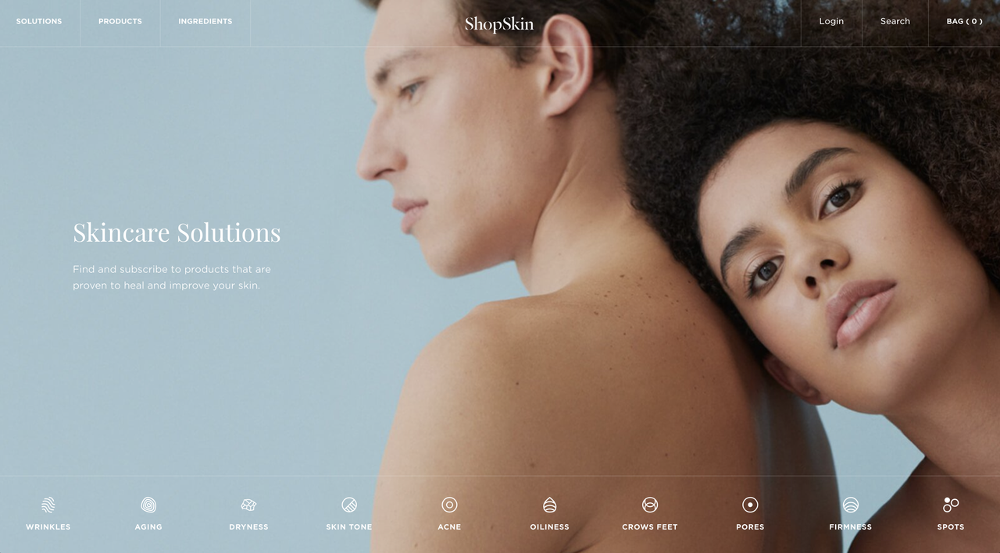 SOLUTIONS
PRODUCTS
INGREDIENTS
ShopSkin
Login
Search
BAG ( 0 )
Skincare Solutions
Find and subscribe to products that are
proven to heal and improve your skin.
WRINKLES
AGING
DRYNESS
SKIN TONE
ACNE
OILINESS
CROWS FEET
PORES
FIRMNESS
SPOTS